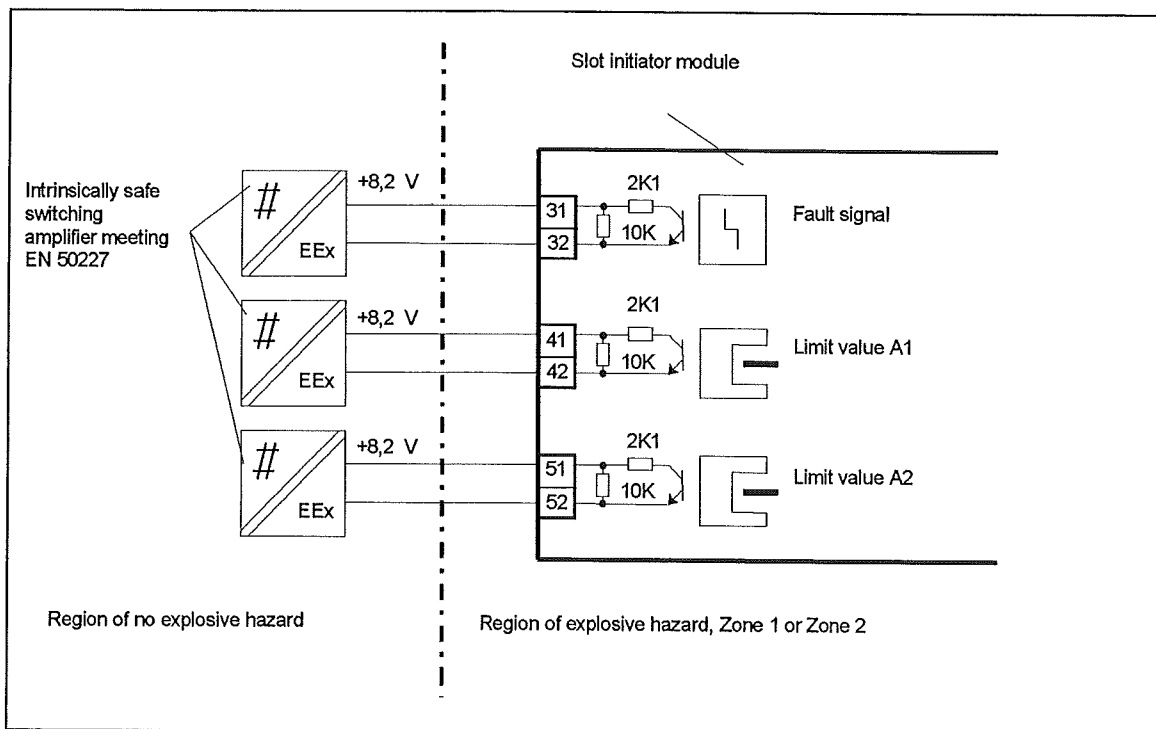 Slot initiator module
Intrinsically safe
switching
amplifier meeting
EN 50227
#
EEx
+8,2 V
31
32
2K1
10K
Fault signal
#
EEx
+8,2 V
41
42
2K1
10K
Limit value A1
#
EEx
+8,2 V
51
52
2K1
10K
Limit value A2
Region of no explosive hazard
Region of explosive hazard, Zone 1 or Zone 2